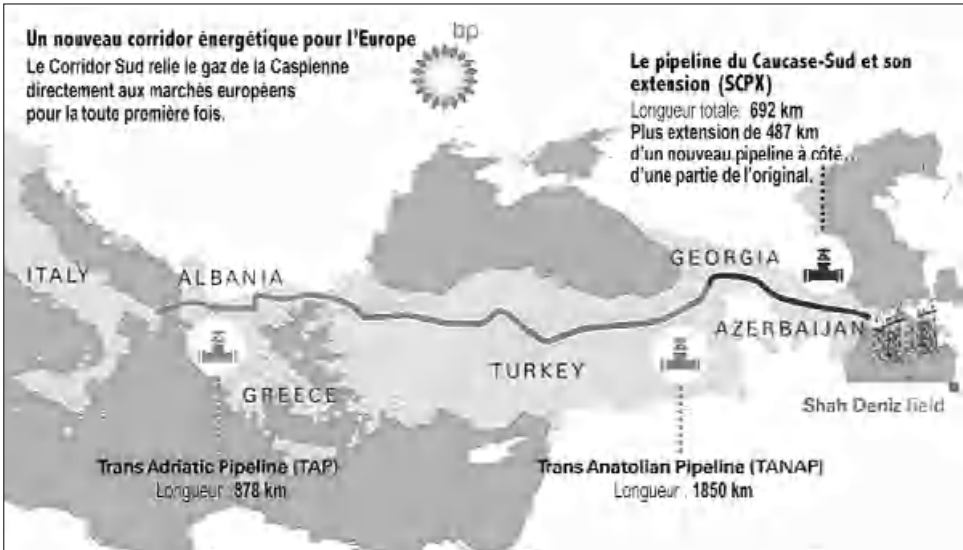 Un nouveau corridor énergétique pour l'Europe
Le Corridor Sud relie le gaz de la Caspienne
directement aux marchés européens
pour la toute première fois.
bp
Le pipeline du Caucase-Sud et son
extension (SCPX)
Longueur totale: 692 km
Plus extension de 487 km
d'un nouveau pipeline à côté...
d'une partie de l'original.
ITALY
ALBANIA
GEORGIA
AZERBAIJAN
TURKEY
GREECE
Shah Deniz field
Trans Adriatic Pipeline (TAP)
Longueur : 878 km
Trans Anatolian Pipeline (TANAP)
Longueur : 1850 km